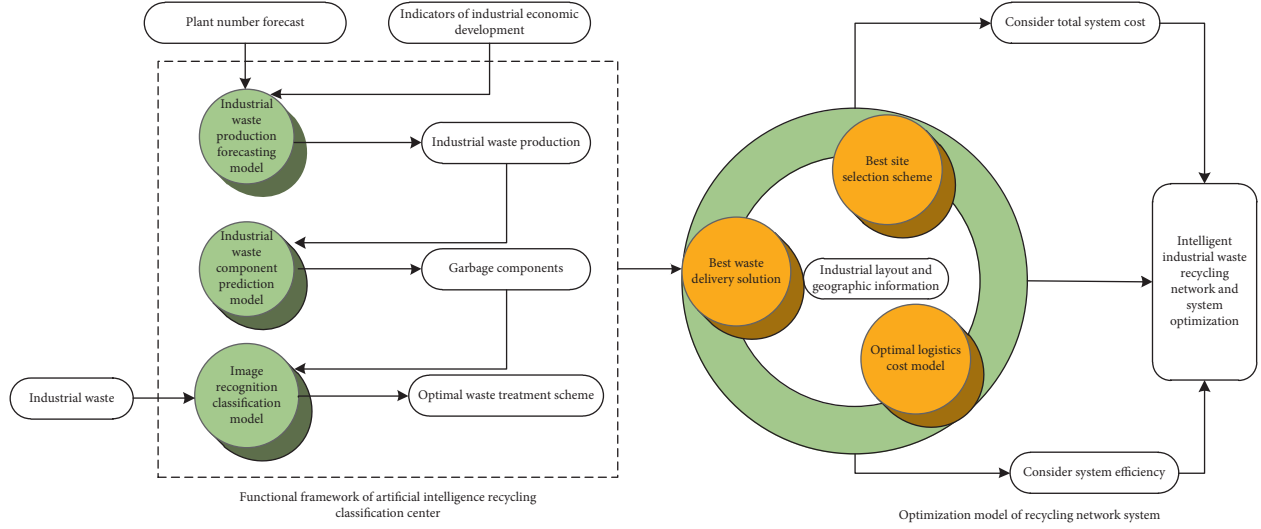 Plant number forecast
Indicators of industrial economic
development
Industrial
waste
production
forecasting
model
Industrial waste production
Industrial
waste
component
prediction
model
Garbage components
Image
recognition
classification
model
Industrial waste
Optimal waste treatment scheme
Functional framework of artificial intelligence recycling
classification center
Consider total system cost
Best site
selection scheme
Best waste
delivery solution
Industrial layout and
geographic information
Optimal logistics
cost model
Intelligent
industrial waste
recycling
network and
system
optimization
Consider system efficiency
Optimization model of recycling network system